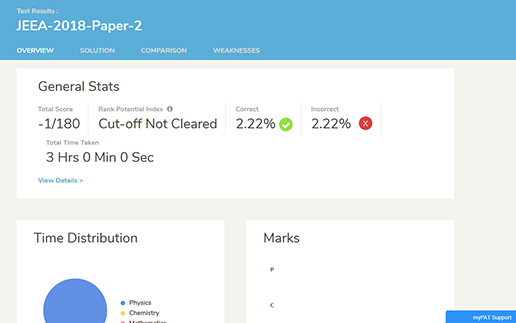 Test Results :
JEEA-2018-Paper-2
OVERVIEW SOLUTION COMPARISON WEAKNESSES
General Stats
Total Score Rank Potential Index Correct Incorrect
-1/180 Cut-off Not Cleared 2.22% 2.22% X
Total Time Taken
3 Hrs 0 Min 0 Sec
View Details >
Time Distribution Marks
P
Physics
C
Chemistry
Mathematics
myPAT Support